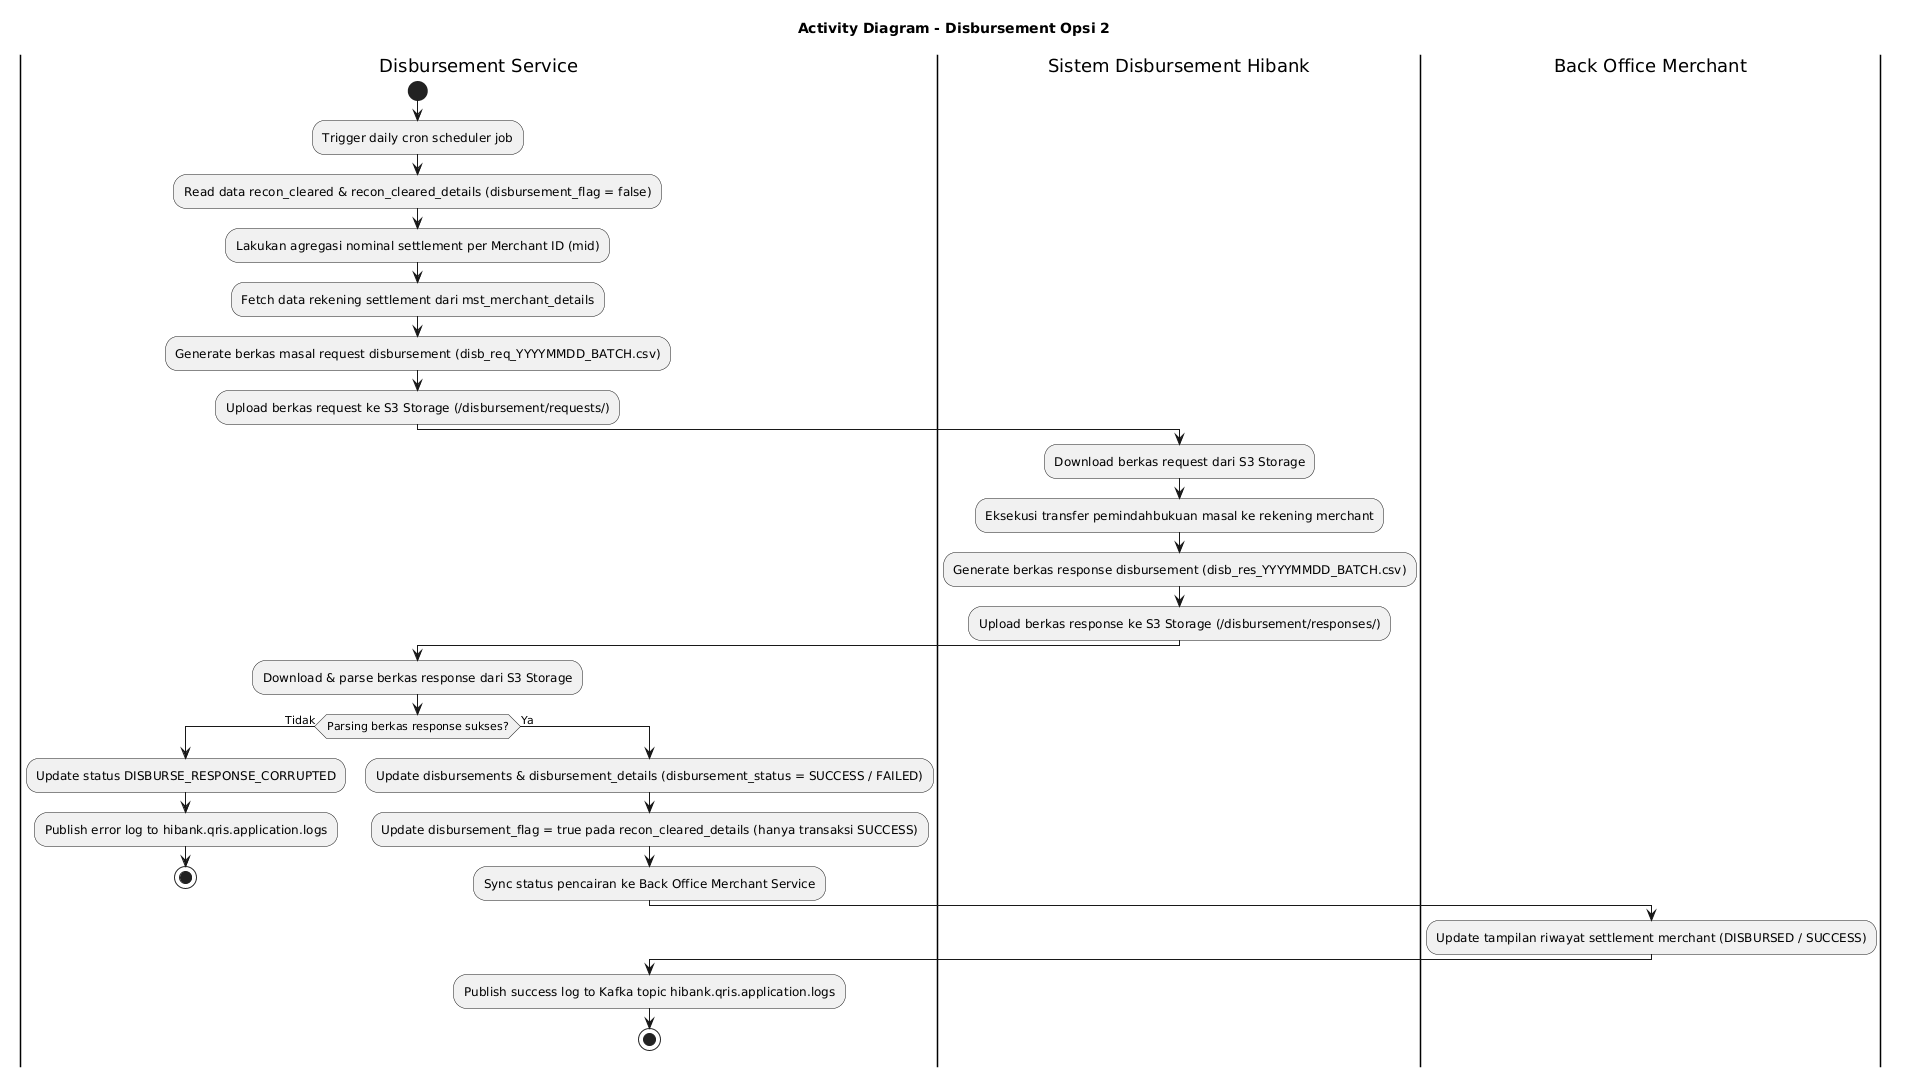 Activity Diagram - Disbursement Opsi 2
Disbursement Service
Sistem Disbursement Hibank
Back Office Merchant
Trigger daily cron scheduler job
Read data recon_cleared & recon_cleared_details (disbursement_flag = false)
Lakukan agregasi nominal settlement per Merchant ID (mid)
Fetch data rekening settlement dari mst_merchant_details
Generate berkas masal request disbursement (disb_req_YYYYMMDD_BATCH.csv)
Upload berkas request ke S3 Storage (/disbursement/requests/)
Download berkas request dari S3 Storage
Eksekusi transfer pemindahbukuan masal ke rekening merchant
Generate berkas response disbursement (disb_res_YYYYMMDD_BATCH.csv)
Upload berkas response ke S3 Storage (/disbursement/responses/)
Download & parse berkas response dari S3 Storage
Tidak
Parsing berkas response sukses?
Ya
Update status DISBURSE_RESPONSE_CORRUPTED
Update disbursements & disbursement_details (disbursement_status = SUCCESS / FAILED)
Publish error log to hibank.qris.application.logs
Update disbursement_flag = true pada recon_cleared_details (hanya transaksi SUCCESS)
Sync status pencairan ke Back Office Merchant Service
Update tampilan riwayat settlement merchant (DISBURSED / SUCCESS)
Publish success log to Kafka topic hibank.qris.application.logs